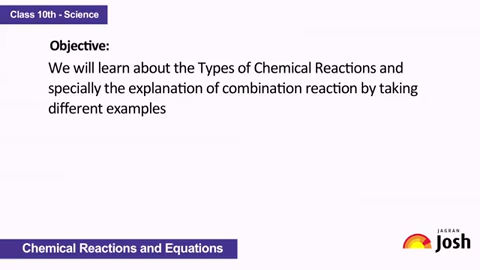 Class 10th - Science
Objective:
We will learn about the Types of Chemical Reactions and
specially the explanation of combination reaction by taking
different examples
Chemical Reactions and Equations
JAGRAN
Josh